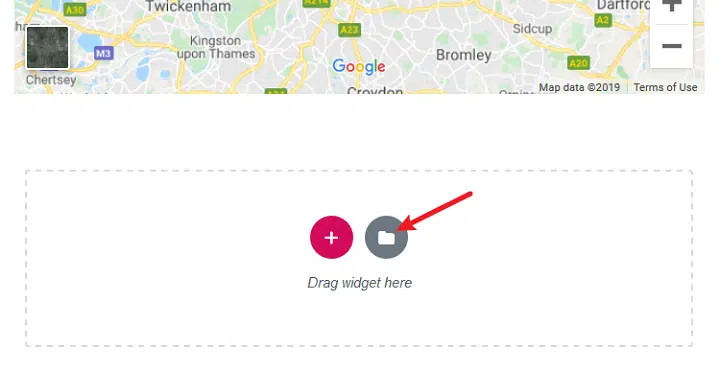 Twickenham
A30
A214
Dartford
A2
A23
Sidcup
M3
Kingston
upon Thames
Bromley
A20
Google
Chertsey
Croydon
Map data ©2019
Terms of Use
Drag widget here